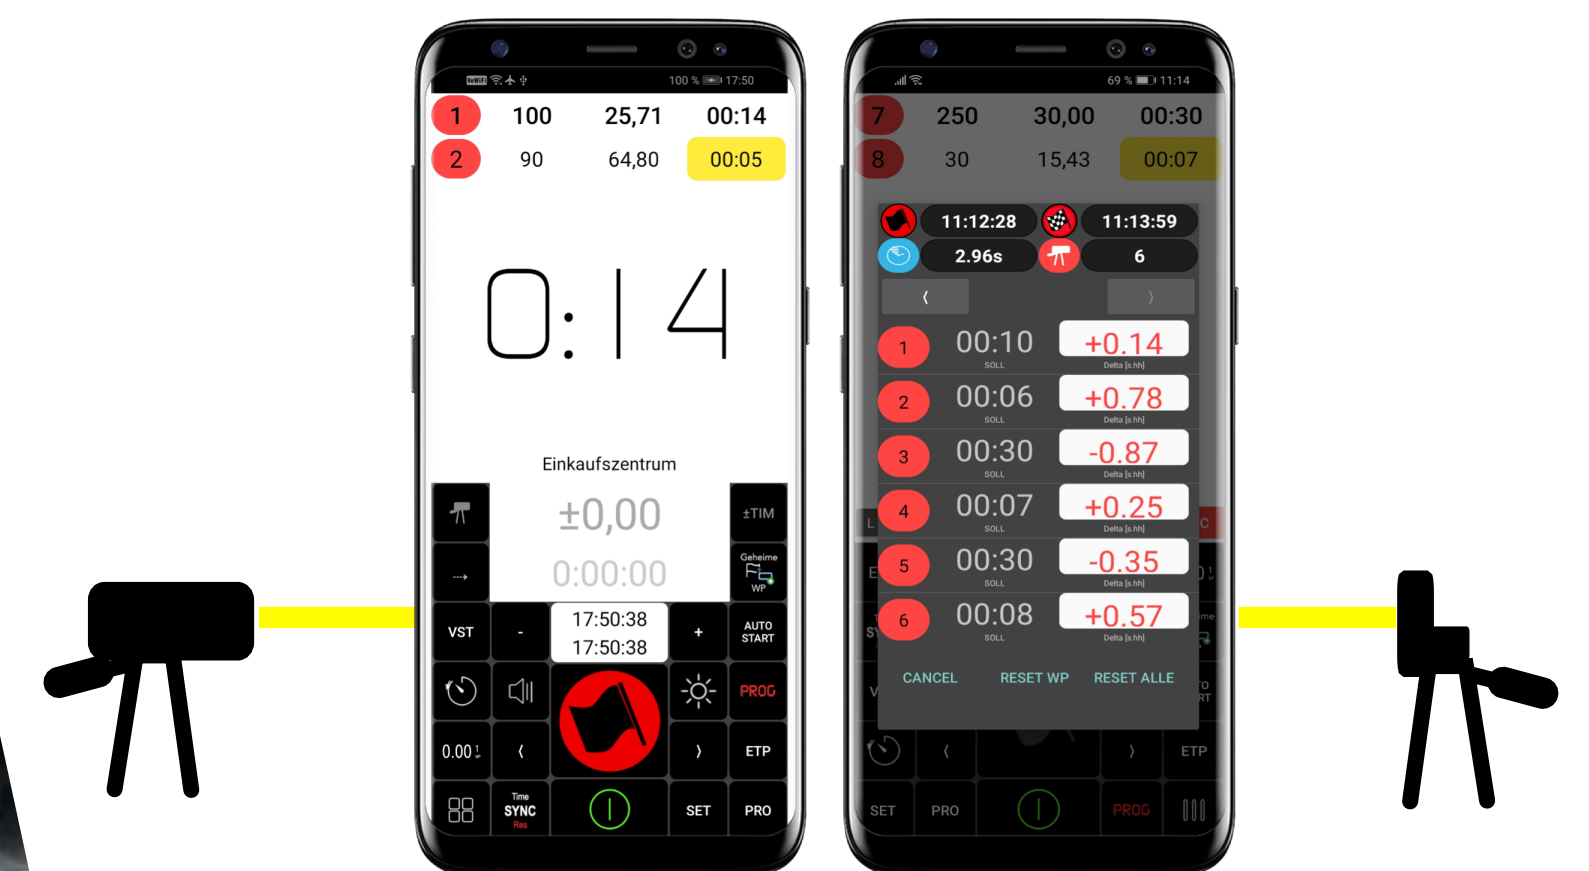 VoWiFi 100 % 17:50
1 100 25,71 00:14
2 90 64,80 00:05
0:14
Einkaufszentrum
±0,00
±TIM
0:00:00
Geheime
WP
VST - 17:50:38 + AUTO START
17:50:38
PROG
0.00 ⟨ ⟩ ETP
Time
SYNC
Res
SET PRO
69 % 11:14
7 250 30,00 00:30
8 30 15,43 00:07
11:12:28 11:13:59
2.96s 6
⟨ ⟩
1 00:10 +0.14
SOLL Delta [s.hh]
2 00:06 +0.78
SOLL Delta [s.hh]
3 00:30 -0.87
SOLL Delta [s.hh]
4 00:07 +0.25
SOLL Delta [s.hh]
5 00:30 -0.35
SOLL Delta [s.hh]
6 00:08 +0.57
SOLL Delta [s.hh]
CANCEL RESET WP RESET ALLE
⟨ ⟩ ETP
SET PRO PROG